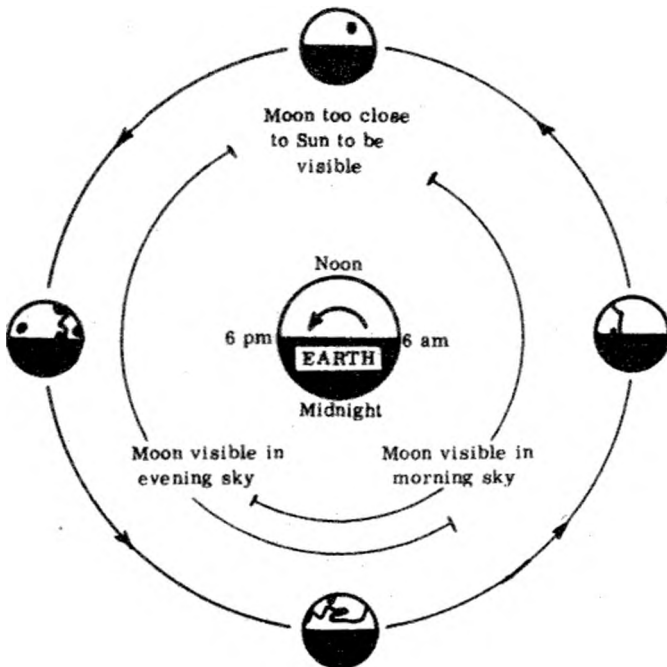 Moon too close
to Sun to be
visible
Noon
6 pm
6 am
EARTH
Midnight
Moon visible in
evening sky
Moon visible in
morning sky